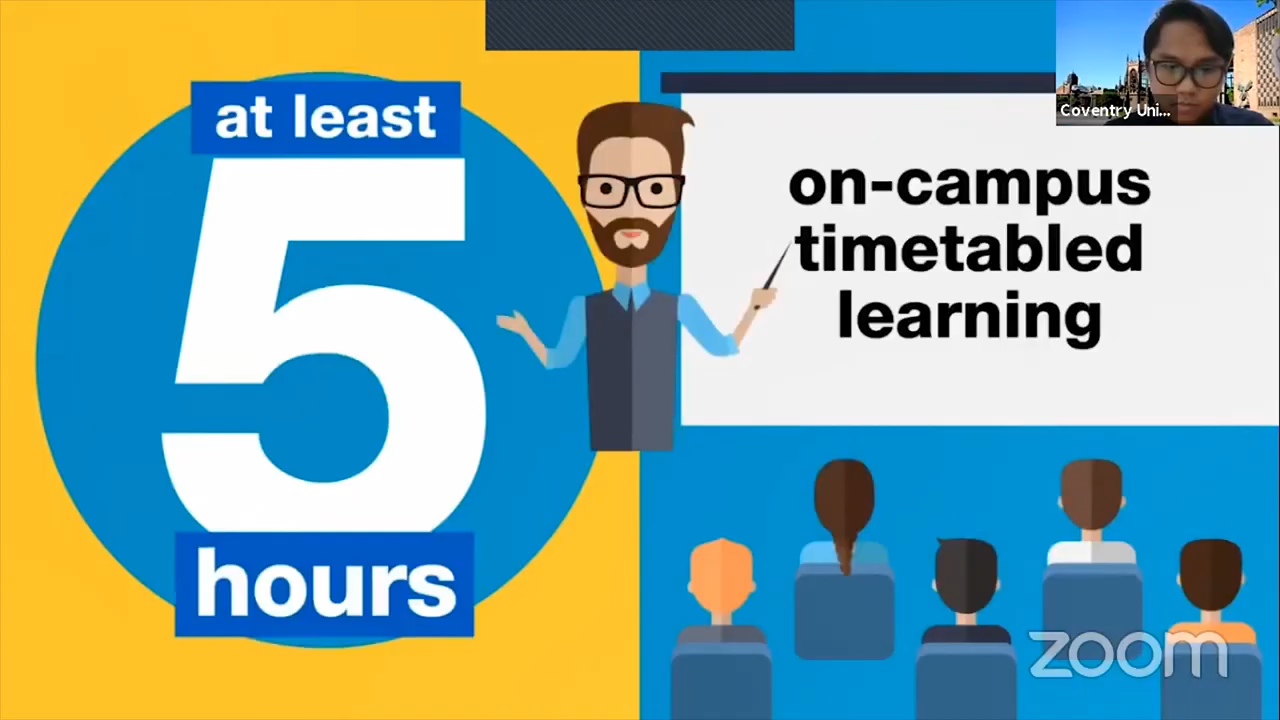 at least
5
hours
on-campus
timetabled
learning
Coventry Uni...
zoom